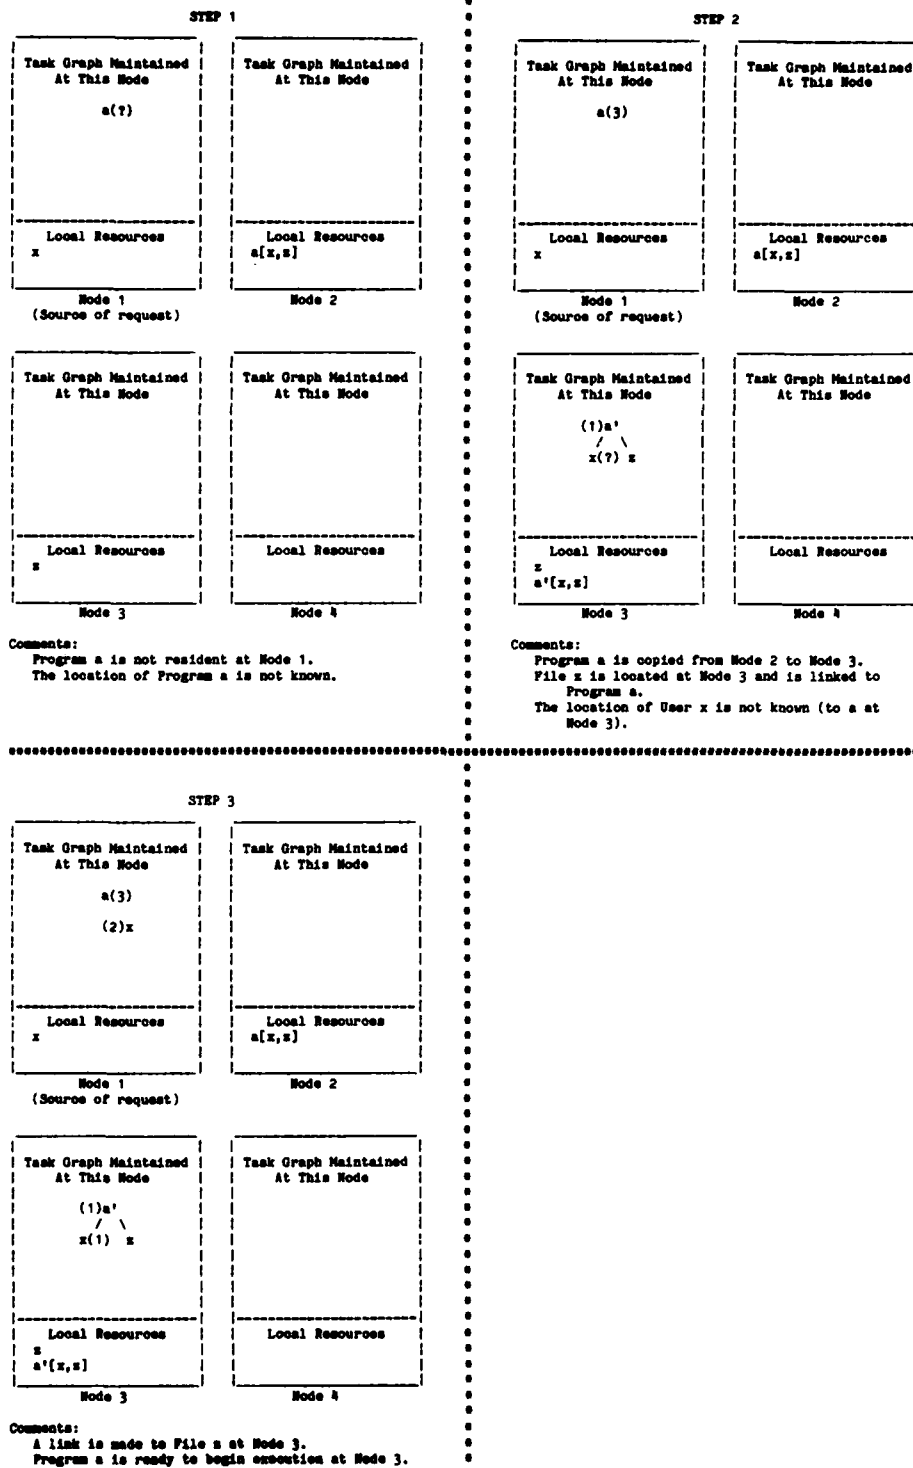 STEP 1
Task Graph Maintained
At This Node
a(?)
Local Resources
x
Node 1
(Source of request)
Task Graph Maintained
At This Node
Local Resources
a[x,z]
Node 2
Task Graph Maintained
At This Node
Local Resources
z
Node 3
Task Graph Maintained
At This Node
Local Resources
Node 4
Comments:
Program a is not resident at Node 1.
The location of Program a is not known.
STEP 2
Task Graph Maintained
At This Node
a(3)
Local Resources
x
Node 1
(Source of request)
Task Graph Maintained
At This Node
Local Resources
a[x,z]
Node 2
Task Graph Maintained
At This Node
(1)a'
/ \
x(?) z
Local Resources
z
a'[x,z]
Node 3
Task Graph Maintained
At This Node
Local Resources
Node 4
Comments:
Program a is copied from Node 2 to Node 3.
File z is located at Node 3 and is linked to
Program a.
The location of User x is not known (to a at
Node 3).
STEP 3
Task Graph Maintained
At This Node
a(3)
(2)x
Local Resources
x
Node 1
(Source of request)
Task Graph Maintained
At This Node
Local Resources
a[x,z]
Node 2
Task Graph Maintained
At This Node
(1)a'
/ \
x(1) z
Local Resources
z
a'[x,z]
Node 3
Task Graph Maintained
At This Node
Local Resources
Node 4
Comments:
A link is made to File z at Node 3.
Program a is ready to begin execution at Node 3.